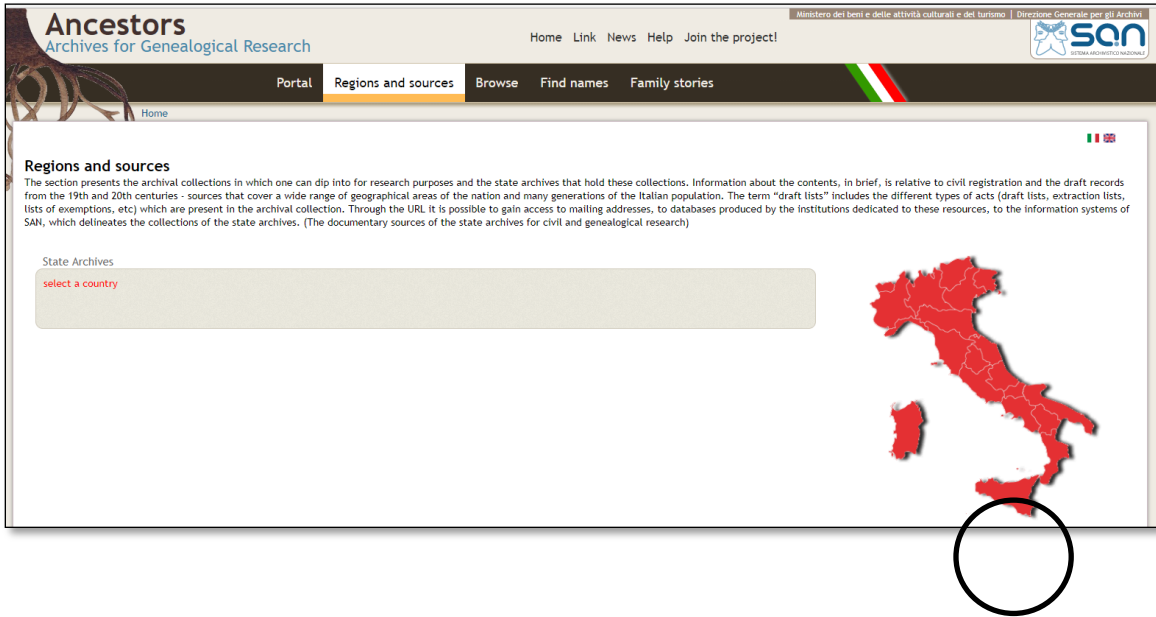 Ministero dei beni e delle attività culturali e del turismo | Direzione Generale per gli Archivi
Ancestors
Archives for Genealogical Research
Home Link News Help Join the project!
SAN
SISTEMA ARCHIVISTICO NAZIONALE
Portal Regions and sources Browse Find names Family stories
Home
Regions and sources
The section presents the archival collections in which one can dip into for research purposes and the state archives that hold these collections. Information about the contents, in brief, is relative to civil registration and the draft records
from the 19th and 20th centuries - sources that cover a wide range of geographical areas of the nation and many generations of the Italian population. The term “draft lists” includes the different types of acts (draft lists, extraction lists,
lists of exemptions, etc) which are present in the archival collection. Through the URL it is possible to gain access to mailing addresses, to databases produced by the institutions dedicated to these resources, to the information systems of
SAN, which delineates the collections of the state archives. (The documentary sources of the state archives for civil and genealogical research)
State Archives
select a country